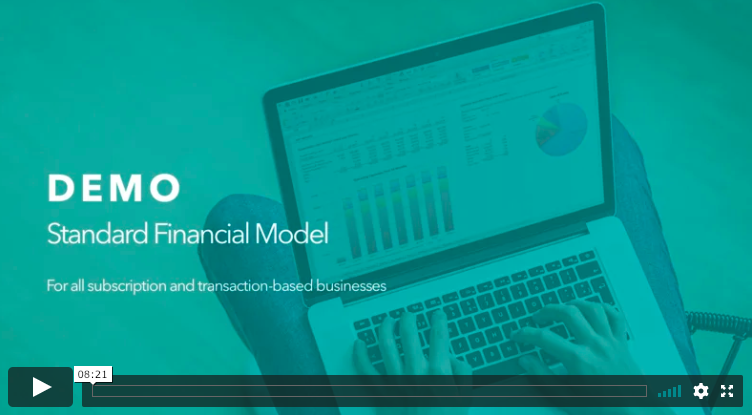 DEMO
Standard Financial Model
For all subscription and transaction-based businesses
08:21